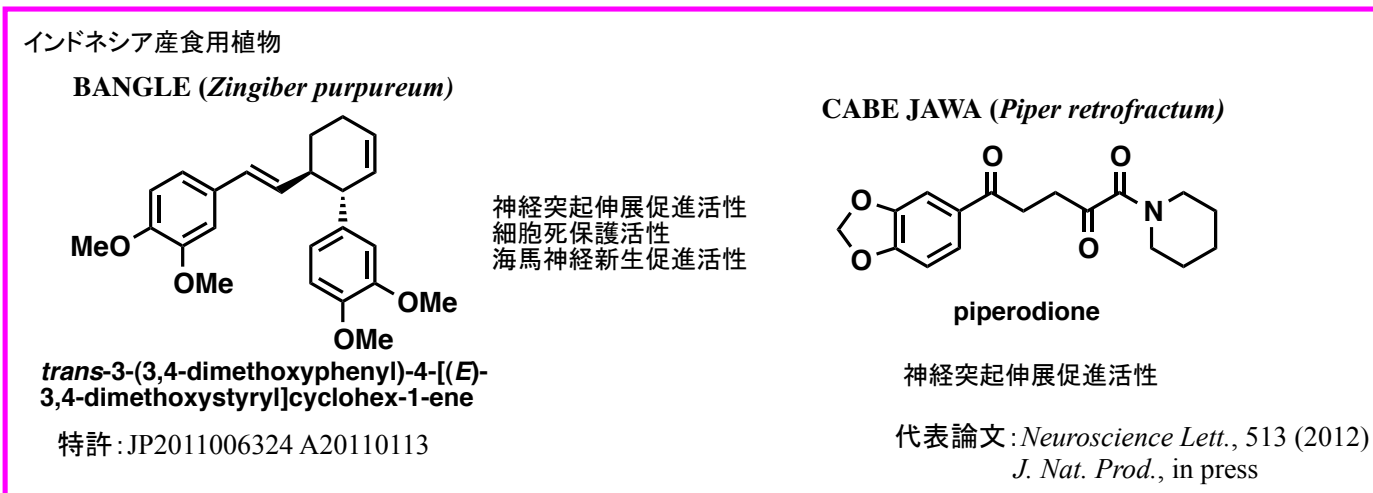 インドネシア産食用植物
BANGLE (Zingiber purpureum)
MeO
OMe
OMe
OMe
trans-3-(3,4-dimethoxyphenyl)-4-[(E)-
3,4-dimethoxystyryl]cyclohex-1-ene
特許:JP2011006324 A20110113
神経突起伸展促進活性
細胞死保護活性
海馬神経新生促進活性
CABE JAWA (Piper retrofractum)
O
O
O
N
O
O
piperodione
神経突起伸展促進活性
代表論文:Neuroscience Lett., 513 (2012)
J. Nat. Prod., in press